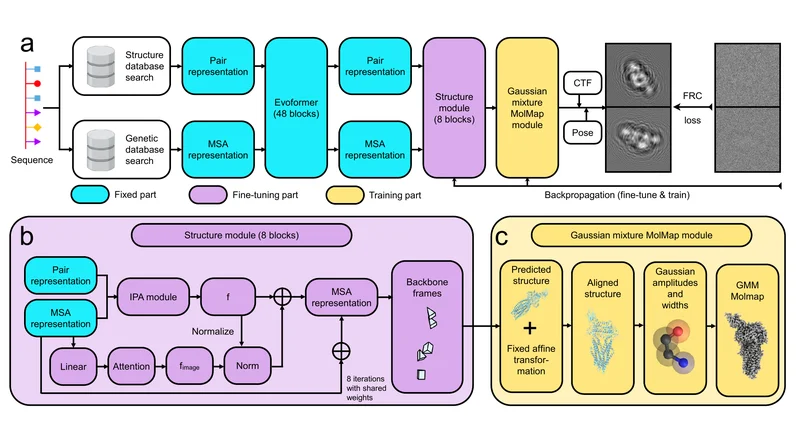 a
Sequence
Structure
database
search
Genetic
database
search
Pair
representation
MSA
representation
Evoformer
(48 blocks)
Pair
representation
MSA
representation
Structure
module
(8 blocks)
Gaussian
mixture
MolMap
module
CTF
Pose
FRC
loss
Fixed part
Fine-tuning part
Training part
Backpropagation (fine-tune & train)
b
Structure module (8 blocks)
Pair
representation
MSA
representation
IPA module
f
Normalize
Linear
Attention
fimage
Norm
MSA
representation
8 iterations
with shared
weights
Backbone
frames
c
Gaussian mixture MolMap module
Predicted
structure
+
Fixed affine
transfor-
mation
Aligned
structure
Gaussian
amplitudes
and
widths
GMM
Molmap